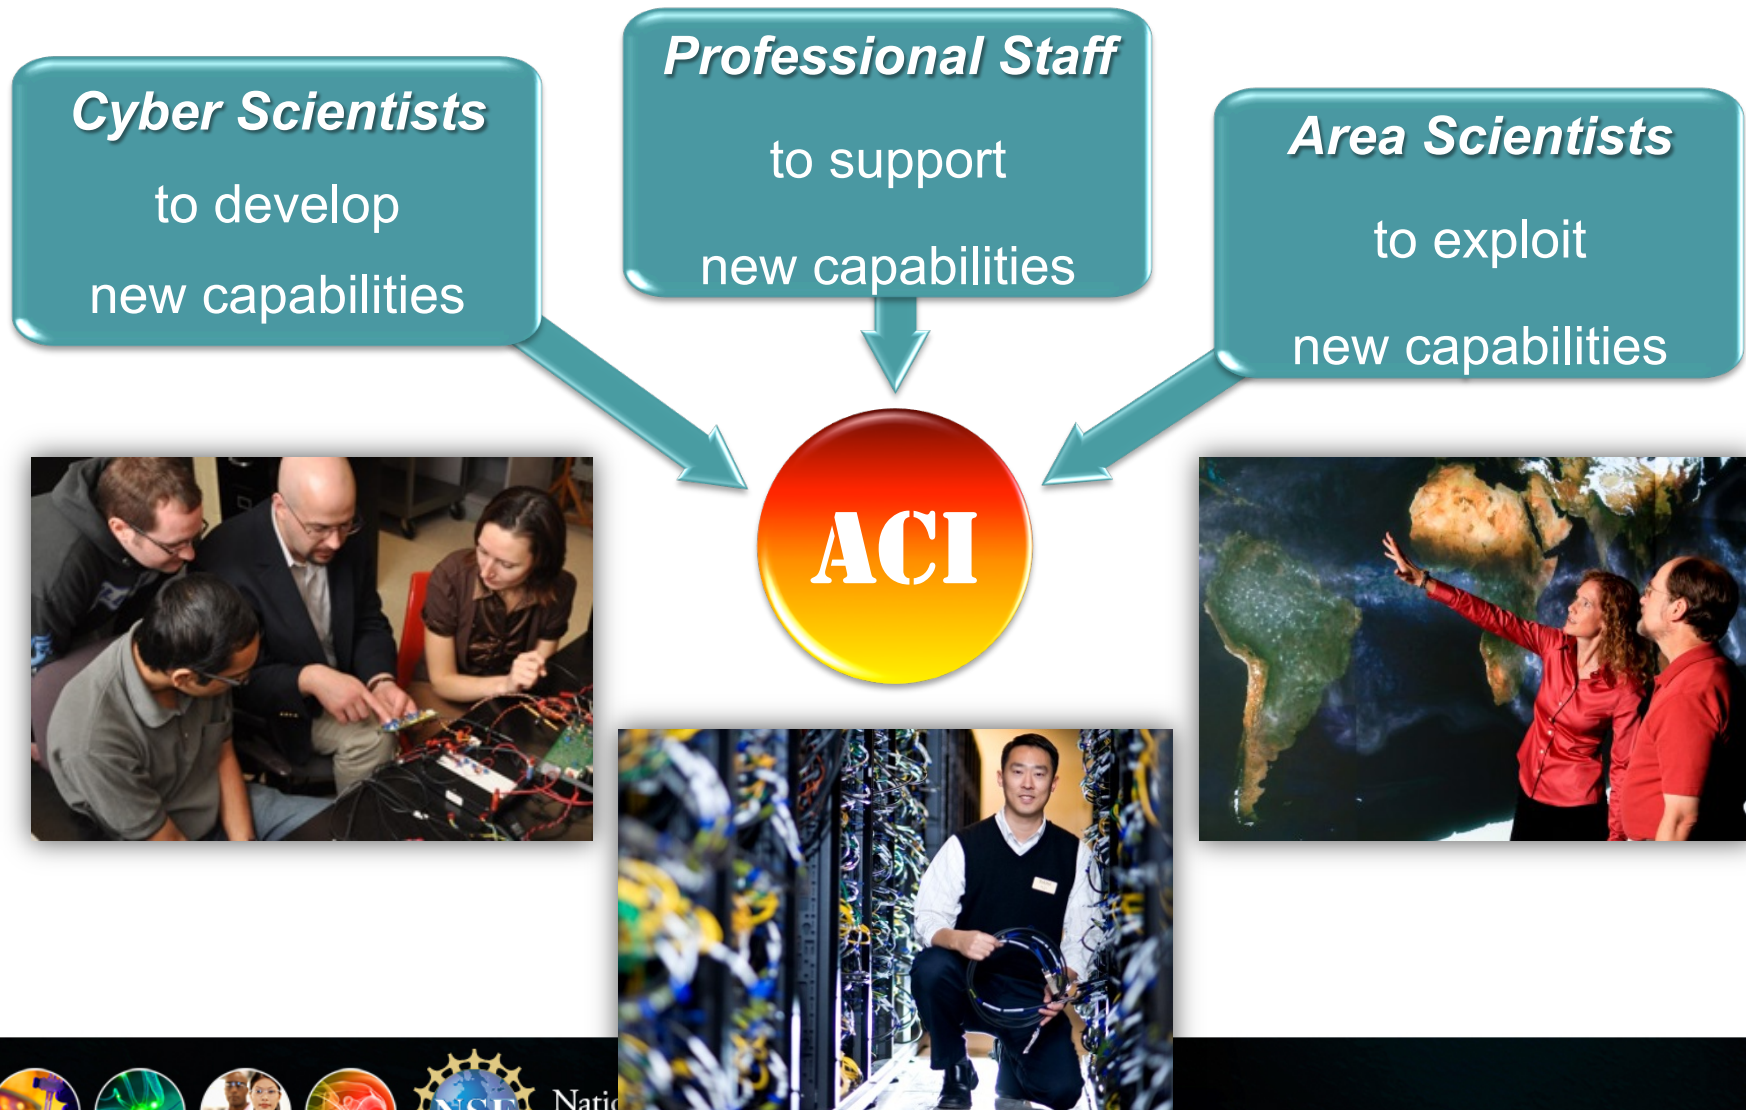 Cyber Scientists
to develop
new capabilities
Professional Staff
to support
new capabilities
Area Scientists
to exploit
new capabilities
ACI
NSF